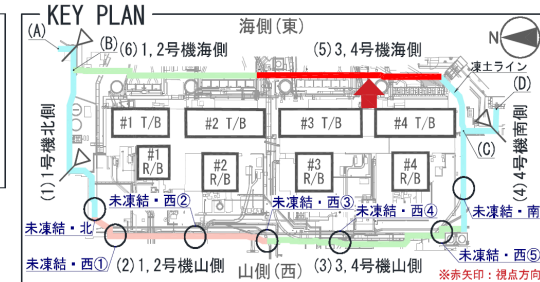 KEY PLAN
海側(東)
N
(A)
(B)
(6)1,2号機海側
(5)3,4号機海側
凍土ライン
(D)
#1 T/B
#2 T/B
#3 T/B
#4 T/B
(1)1号機北側
(C)
(4)4号機南側
#1
R/B
#2
R/B
#3
R/B
#4
R/B
未凍結・北
未凍結・西②
未凍結・西③
未凍結・西④
未凍結・南
未凍結・西①
(2)1,2号機山側
山側(西)
(3)3,4号機山側
未凍結・西⑤
※赤矢印:視点方向